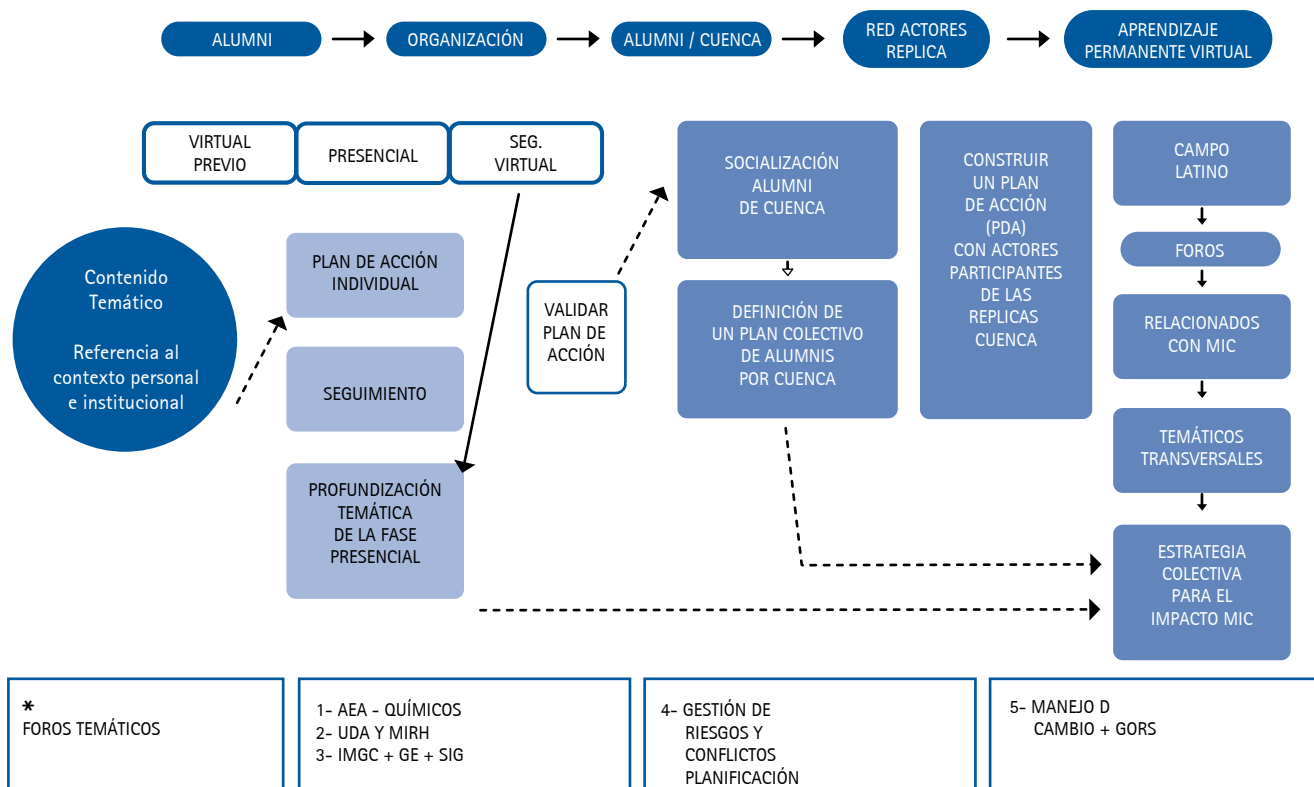 ALUMNI
ORGANIZACIÓN
ALUMNI / CUENCA
RED ACTORES
REPLICA
APRENDIZAJE
PERMANENTE VIRTUAL
VIRTUAL
PREVIO
PRESENCIAL
SEG.
VIRTUAL
Contenido
Temático
Referencia al
contexto personal
e institucional
PLAN DE ACCIÓN
INDIVIDUAL
SEGUIMIENTO
PROFUNDIZACIÓN
TEMÁTICA
DE LA FASE
PRESENCIAL
VALIDAR
PLAN DE
ACCIÓN
SOCIALIZACIÓN
ALUMNI
DE CUENCA
DEFINICIÓN DE
UN PLAN COLECTIVO
DE ALUMNIS
POR CUENCA
CONSTRUIR
UN PLAN
DE ACCIÓN
(PDA)
CON ACTORES
PARTICIPANTES
DE LAS
REPLICAS
CUENCA
CAMPO
LATINO
FOROS
RELACIONADOS
CON MIC
TEMÁTICOS
TRANSVERSALES
ESTRATEGIA
COLECTIVA
PARA EL
IMPACTO MIC
*
FOROS TEMÁTICOS
1- AEA - QUÍMICOS
2- UDA Y MIRH
3- IMGC + GE + SIG
4- GESTIÓN DE
RIESGOS Y
CONFLICTOS
PLANIFICACIÓN
5- MANEJO D
CAMBIO + GORS